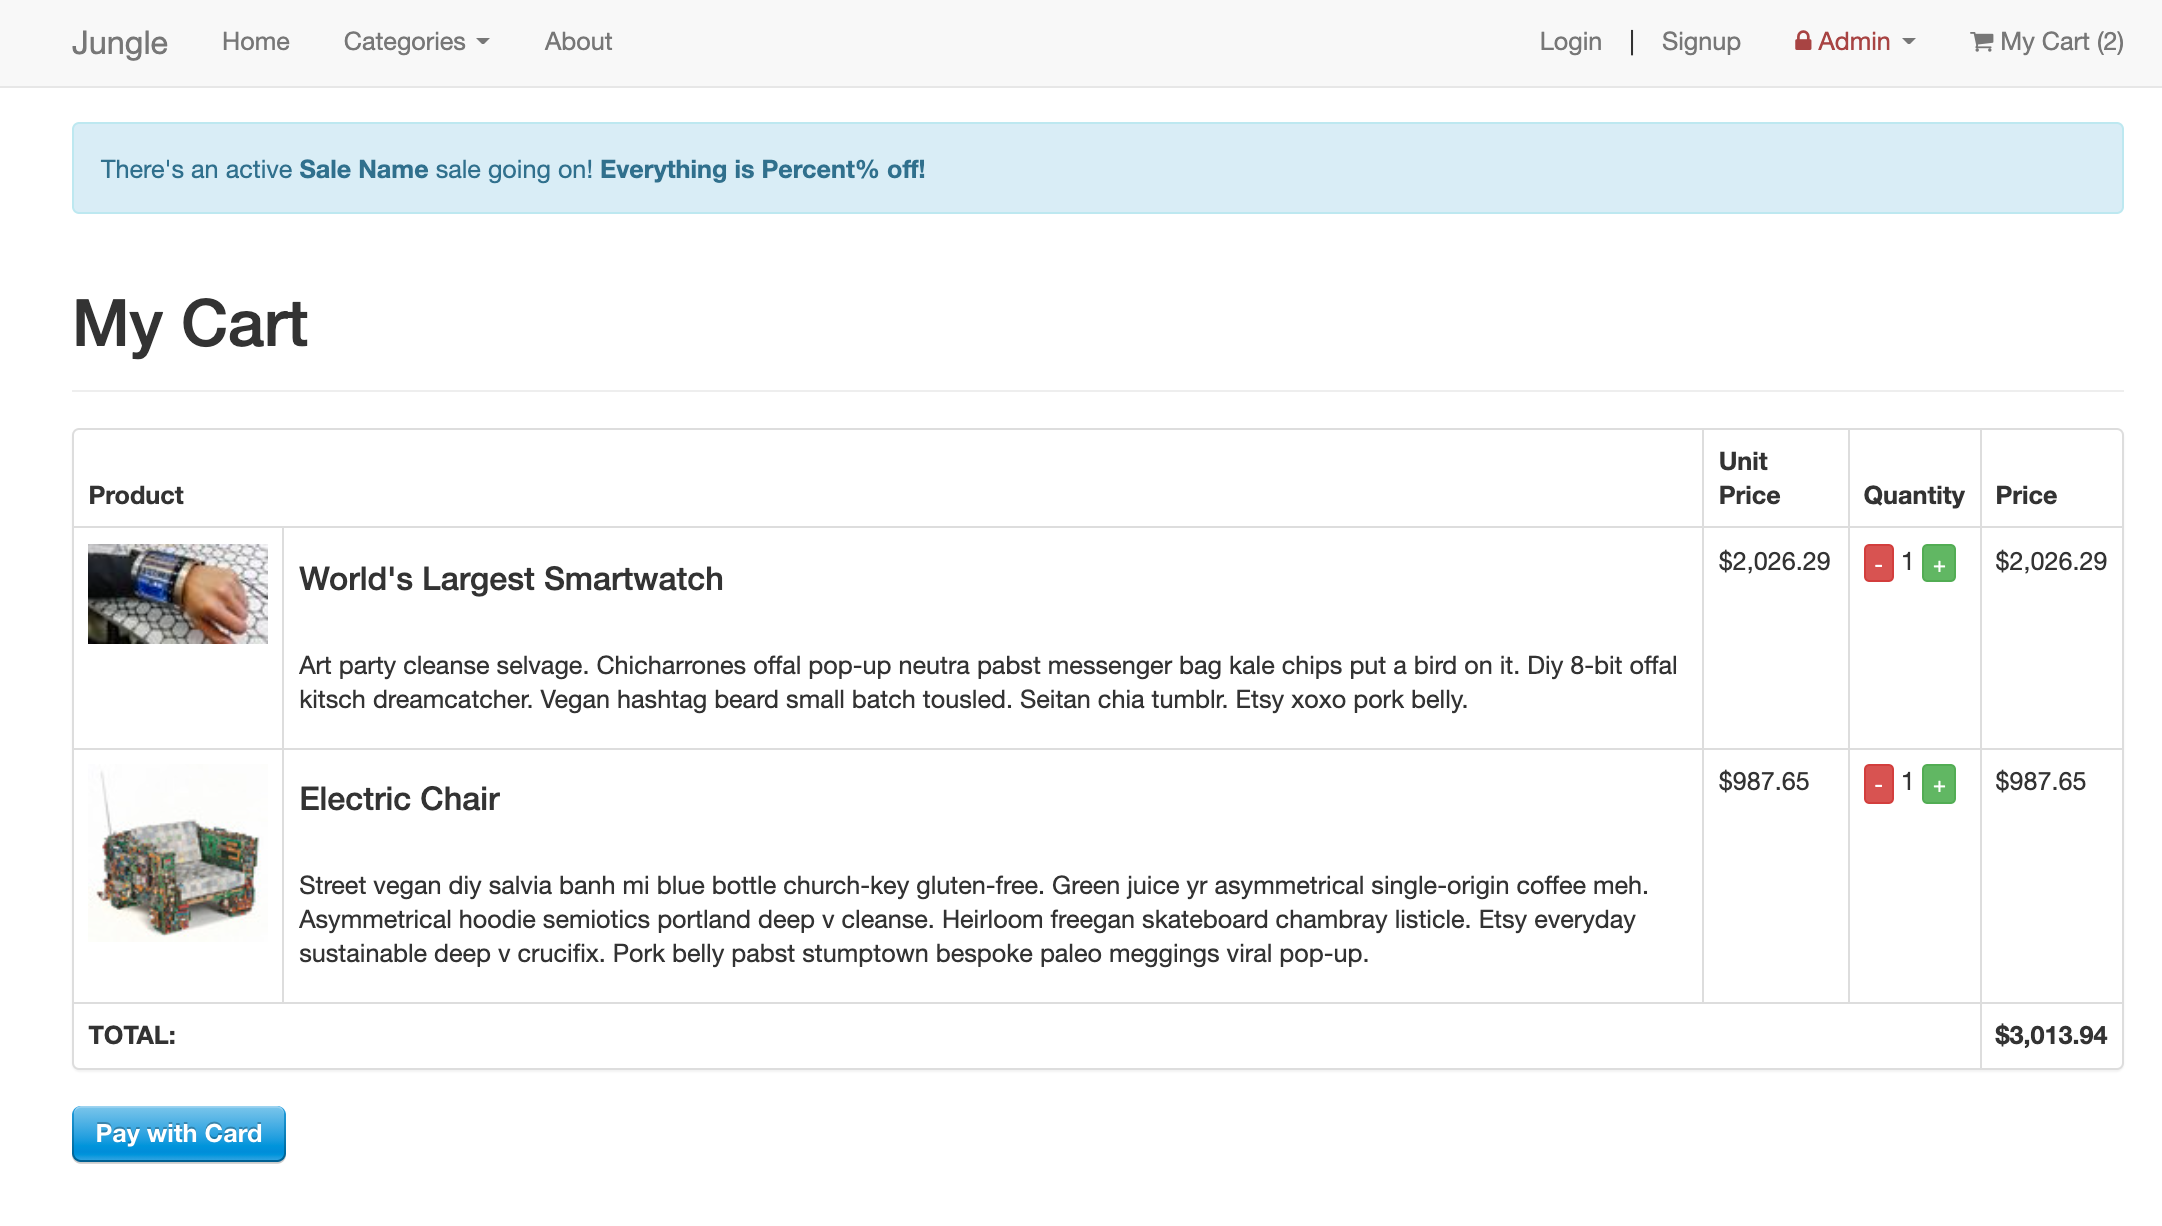 Jungle Home Categories About Login | Signup Admin My Cart (2)
There's an active Sale Name sale going on! Everything is Percent% off!
My Cart
Product Unit Price Quantity Price
World's Largest Smartwatch $2,026.29 - 1 + $2,026.29
Art party cleanse selvage. Chicharrones offal pop-up neutra pabst messenger bag kale chips put a bird on it. Diy 8-bit offal
kitsch dreamcatcher. Vegan hashtag beard small batch tousled. Seitan chia tumblr. Etsy xoxo pork belly.
Electric Chair $987.65 - 1 + $987.65
Street vegan diy salvia banh mi blue bottle church-key gluten-free. Green juice yr asymmetrical single-origin coffee meh.
Asymmetrical hoodie semiotics portland deep v cleanse. Heirloom freegan skateboard chambray listicle. Etsy everyday
sustainable deep v crucifix. Pork belly pabst stumptown bespoke paleo meggings viral pop-up.
TOTAL: $3,013.94
Pay with Card